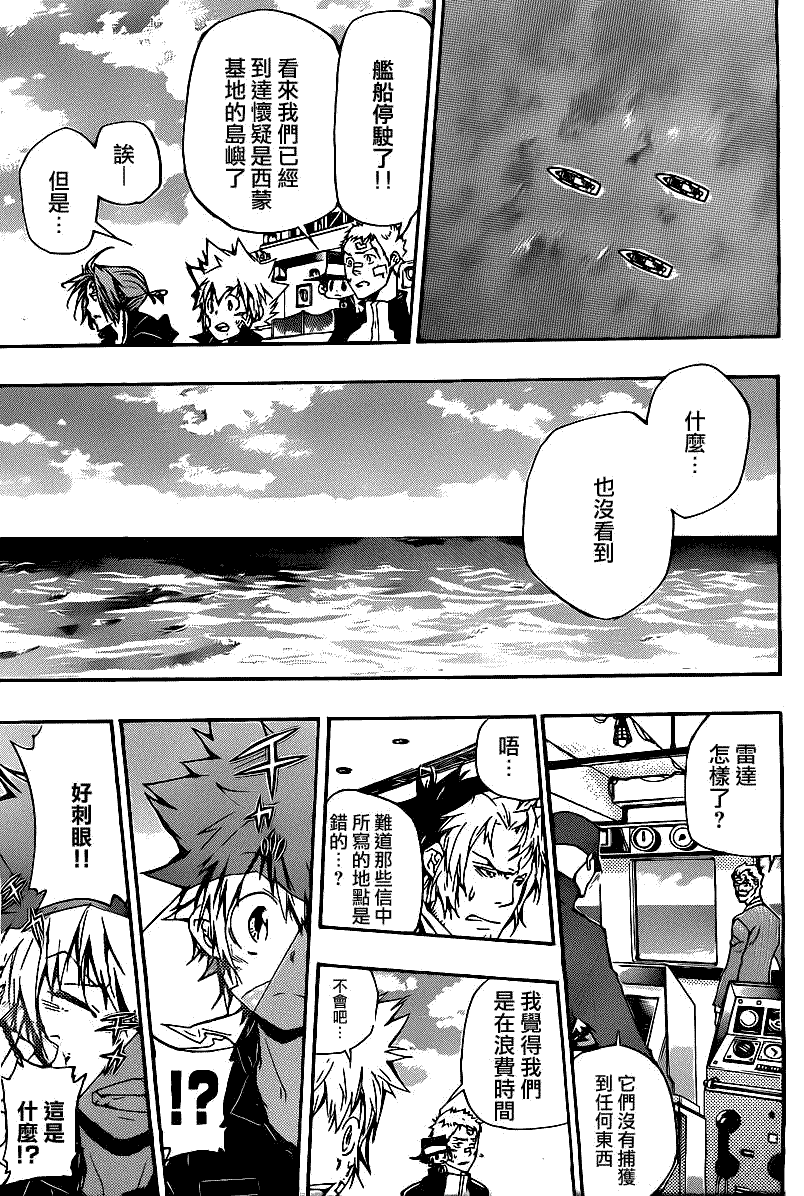 艦船停駛了!!
看來我們已經
到達懷疑是西蒙
基地的島嶼了
誒—
但是…
什麼…
也沒看到
雷達
怎樣了?
它們沒有捕獲
到任何東西
唔…
難道那些信中
所寫的地點是
錯的…?
我覺得我們
是在浪費時間
不會吧…
!?
好刺眼!!
這是
什麼!?